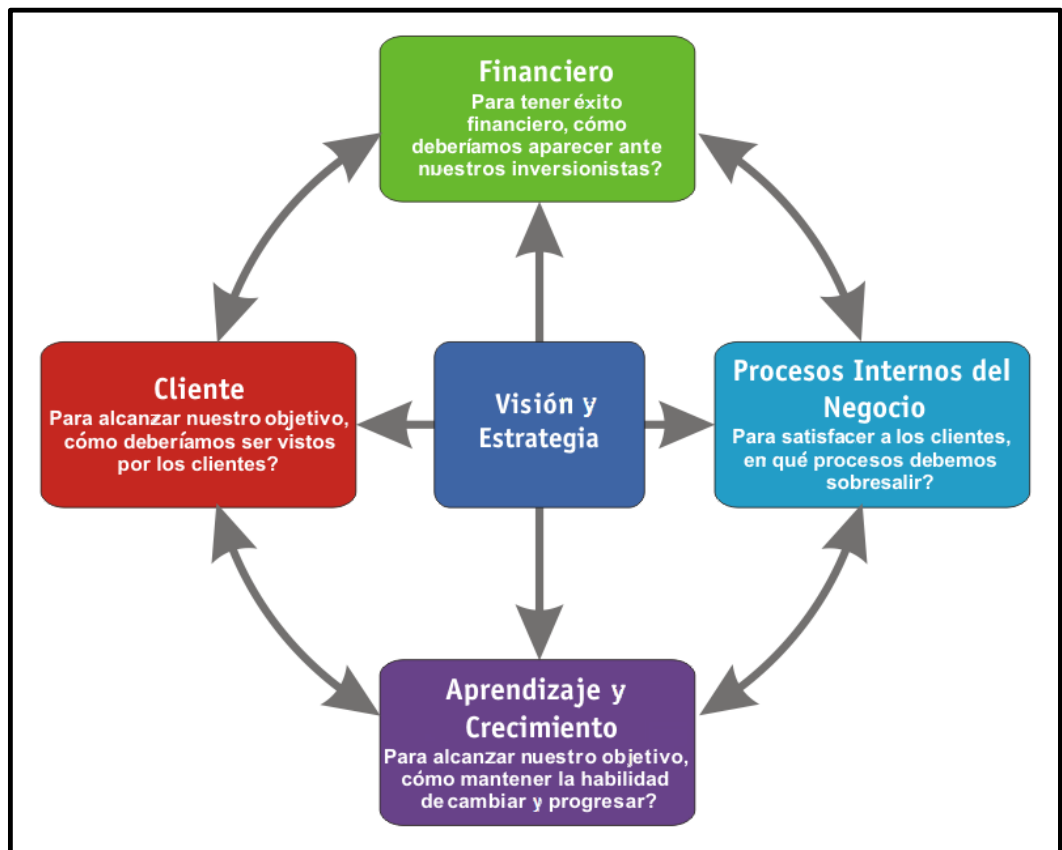 Financiero
Para tener éxito
financiero, cómo
deberíamos aparecer ante
nuestros inversionistas?
Cliente
Para alcanzar nuestro objetivo,
cómo deberíamos ser vistos
por los clientes?
Visión y
Estrategia
Procesos Internos del
Negocio
Para satisfacer a los clientes,
en qué procesos debemos
sobresalir?
Aprendizaje y
Crecimiento
Para alcanzar nuestro objetivo,
cómo mantener la habilidad
de cambiar y progresar?